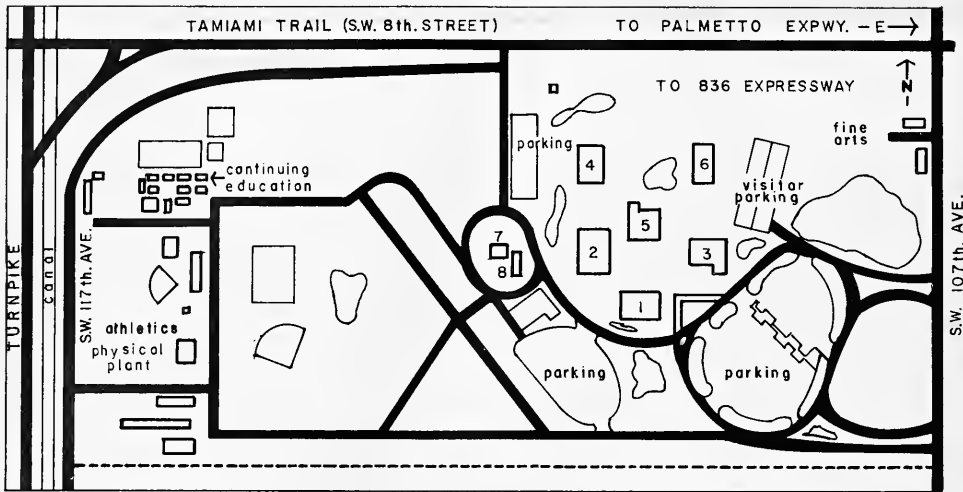 TAMIAMI TRAIL (S.W. 8th. STREET)
TO PALMETTO EXPWY. – E →
TO 836 EXPRESSWAY
N
fine
arts
parking
4
6
continuing
education
visitor
parking
5
7
2
3
8
1
TURNPIKE
canal
S.W. 117th. AVE.
S.W. 107th. AVE.
athletics
physical
plant
parking
parking